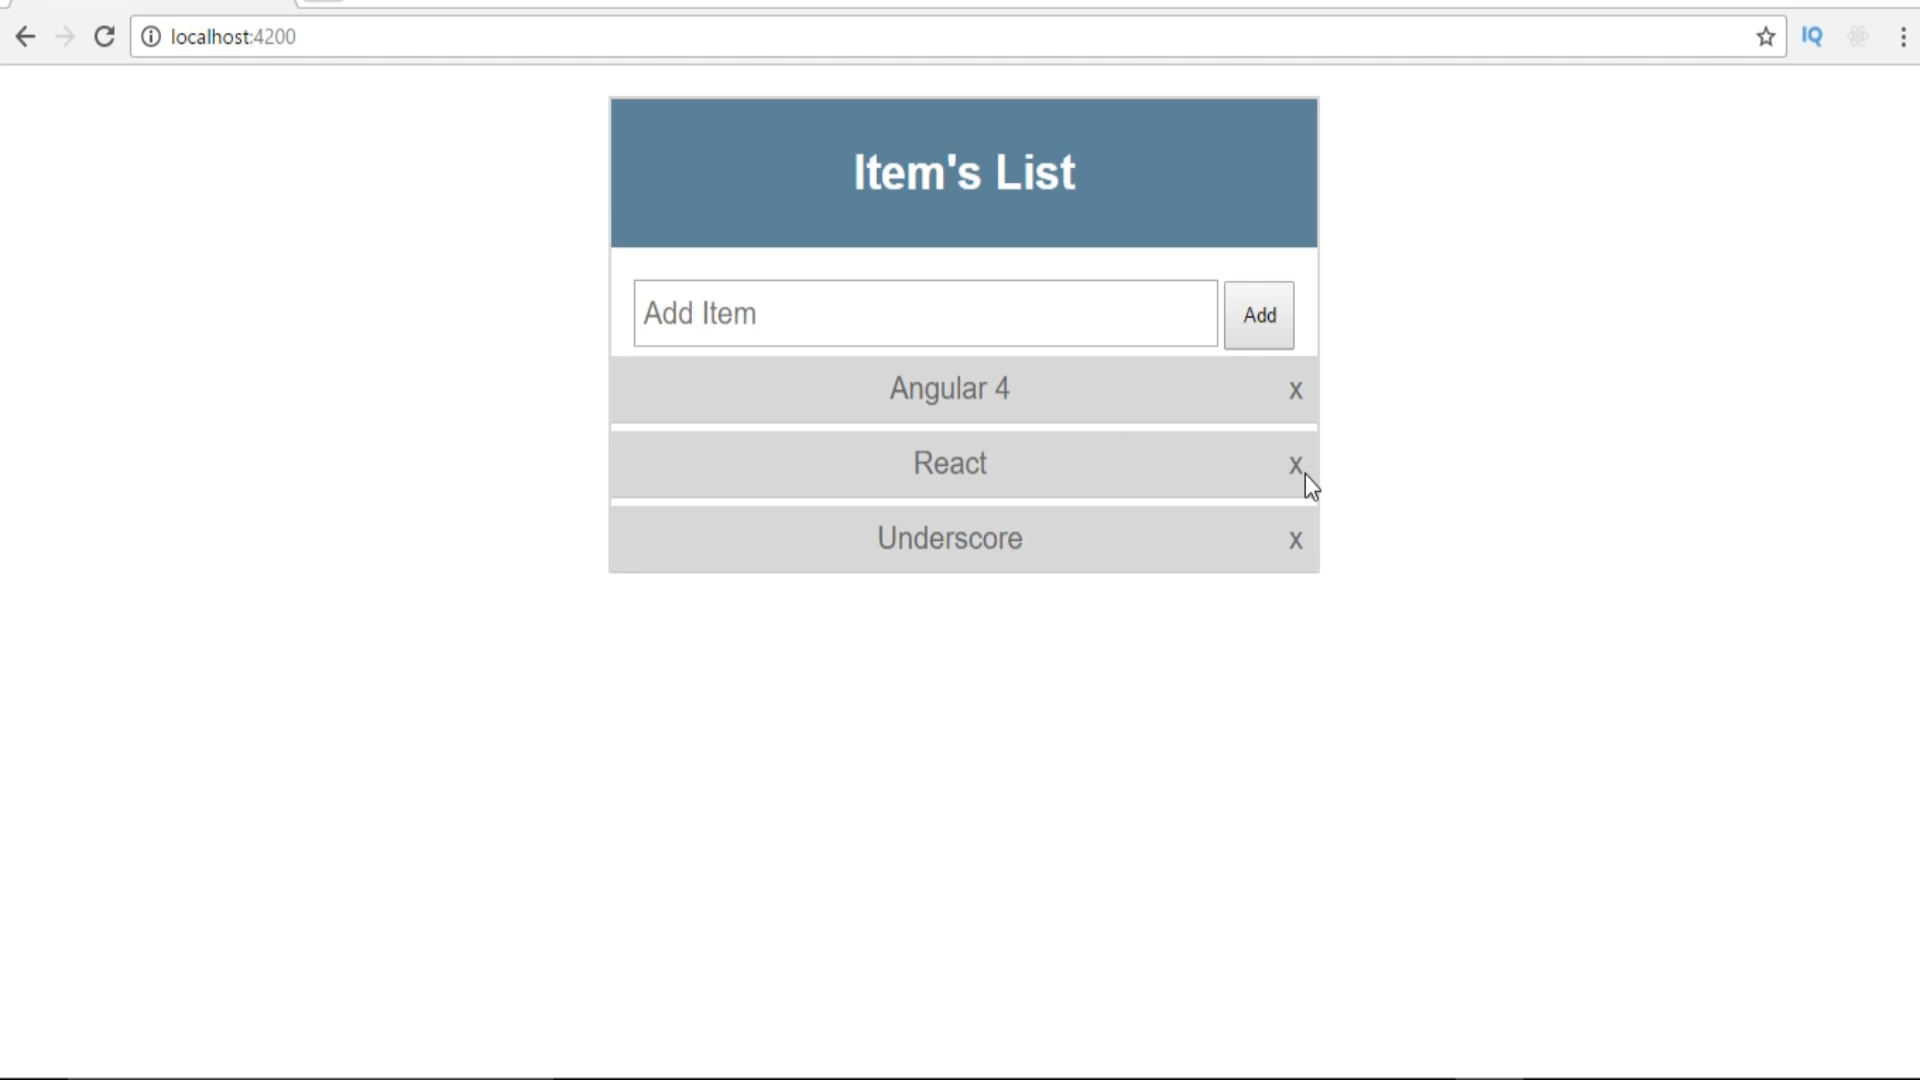 localhost:4200
IQ
Item's List
Add Item
Add
Angular 4
x
React
x
Underscore
x